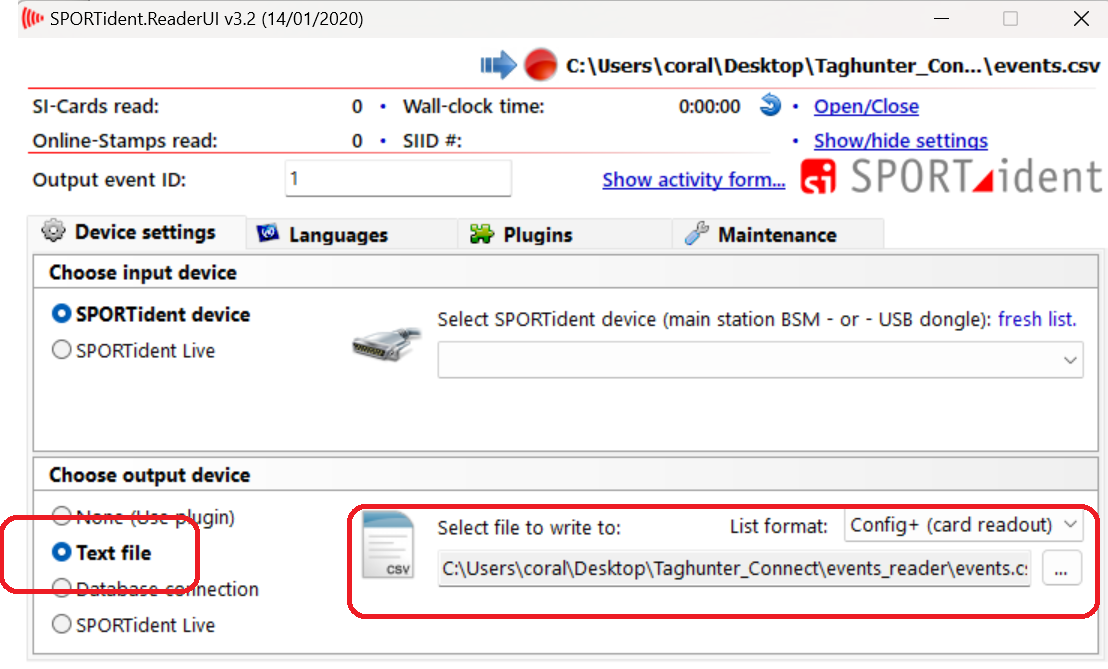 SPORTident.ReaderUI v3.2 (14/01/2020)
C:\Users\coral\Desktop\Taghunter_Con...\events.csv
SI-Cards read: 0 • Wall-clock time: 0:00:00 • Open/Close
Online-Stamps read: 0 • SIID #: • Show/hide settings
Output event ID: 1 Show activity form... SPORTident
Device settings Languages Plugins Maintenance
Choose input device
SPORTident device
Select SPORTident device (main station BSM - or - USB dongle): fresh list.
SPORTident Live
Choose output device
None (Use plugin)
Select file to write to: List format: Config+ (card readout)
Text file
CSV
C:\Users\coral\Desktop\Taghunter_Connect\events_reader\events.c: ...
Database connection
SPORTident Live